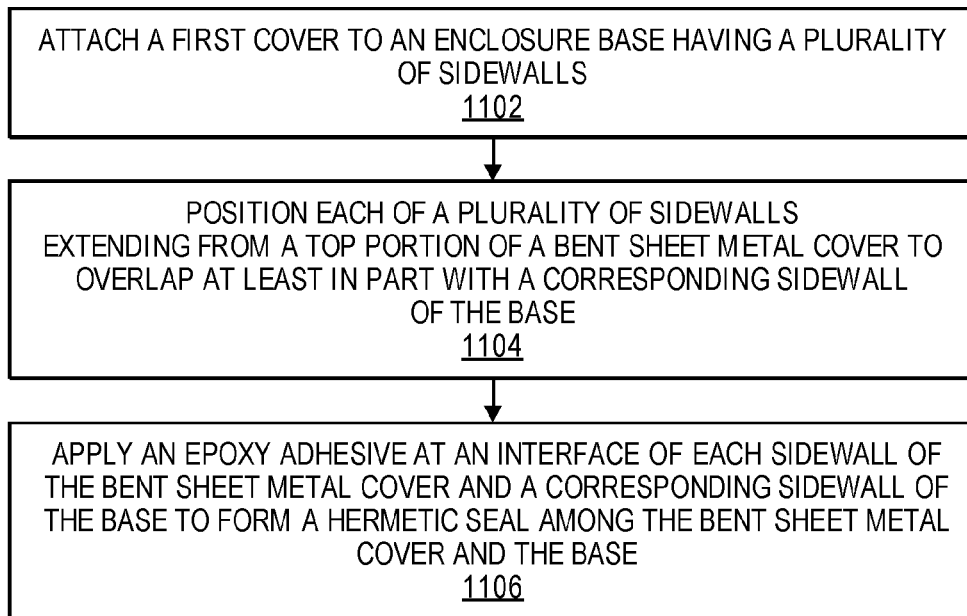 ATTACH A FIRST COVER TO AN ENCLOSURE BASE HAVING A PLURALITY
OF SIDEWALLS
1102
POSITION EACH OF A PLURALITY OF SIDEWALLS
EXTENDING FROM A TOP PORTION OF A BENT SHEET METAL COVER TO
OVERLAP AT LEAST IN PART WITH A CORRESPONDING SIDEWALL
OF THE BASE
1104
APPLY AN EPOXY ADHESIVE AT AN INTERFACE OF EACH SIDEWALL OF
THE BENT SHEET METAL COVER AND A CORRESPONDING SIDEWALL OF
THE BASE TO FORM A HERMETIC SEAL AMONG THE BENT SHEET METAL
COVER AND THE BASE
1106